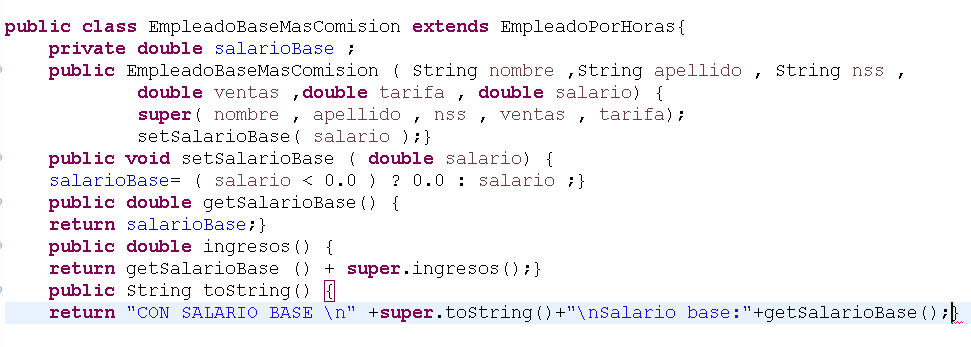 public class EmpleadoBaseMasComision extends EmpleadoPorHoras{
private double salarioBase ;
public EmpleadoBaseMasComision ( String nombre ,String apellido , String nss ,
double ventas ,double tarifa , double salario) {
super( nombre , apellido , nss , ventas , tarifa);
setSalarioBase( salario );}
public void setSalarioBase ( double salario) {
salarioBase= ( salario < 0.0 ) ? 0.0 : salario ;}
public double getSalarioBase() {
return salarioBase;}
public double ingresos() {
return getSalarioBase () + super.ingresos();}
public String toString() {
return "CON SALARIO BASE \n" +super.toString()+"\nSalario base:"+getSalarioBase();}